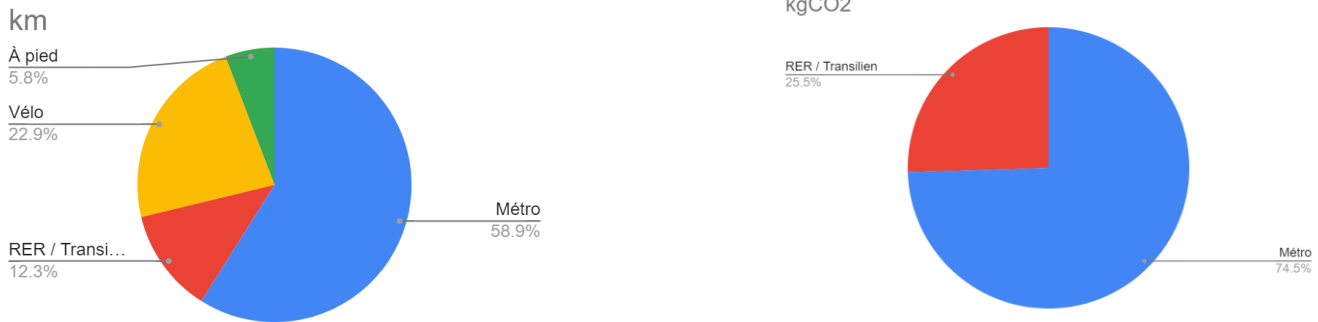 km
À pied
5.8%
Vélo
22.9%
RER / Transi...
12.3%
Métro
58.9%
kgCO2
RER / Transilien
25.5%
Métro
74.5%